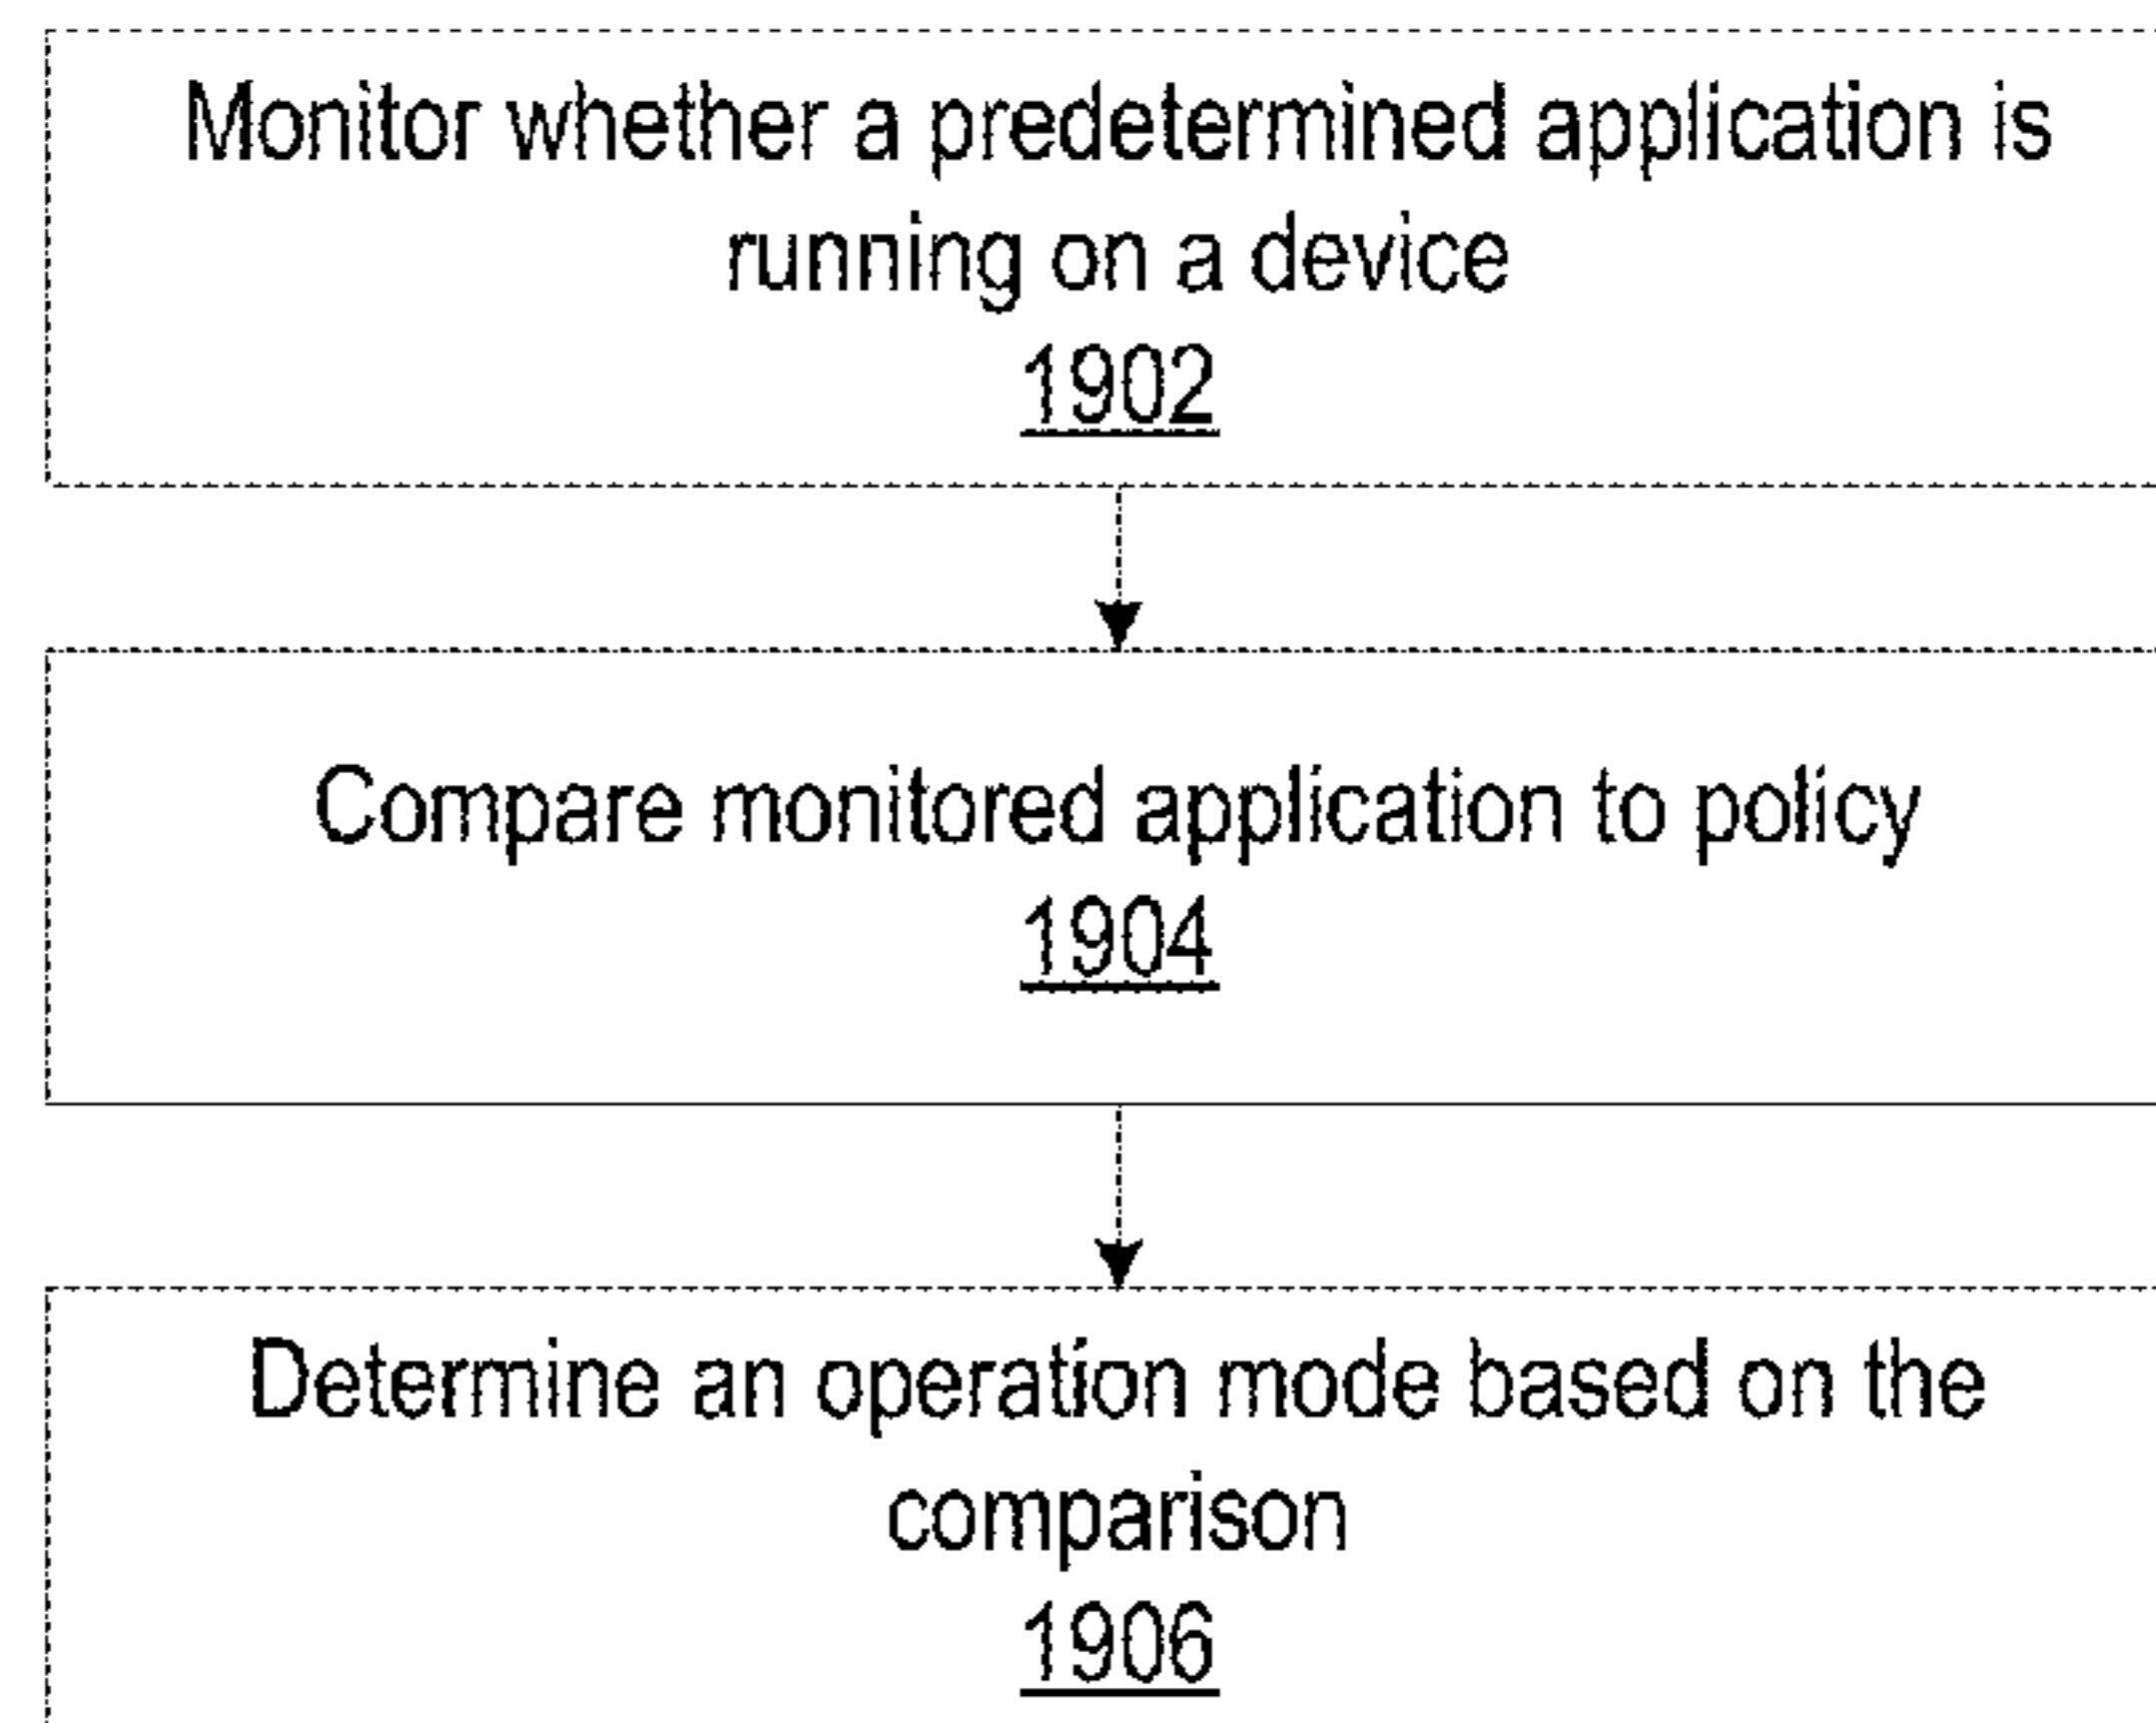 Monitor whether a predetermined application is
running on a device
1902
Compare monitored application to policy
1904
Determine an operation mode based on the
comparison
1906